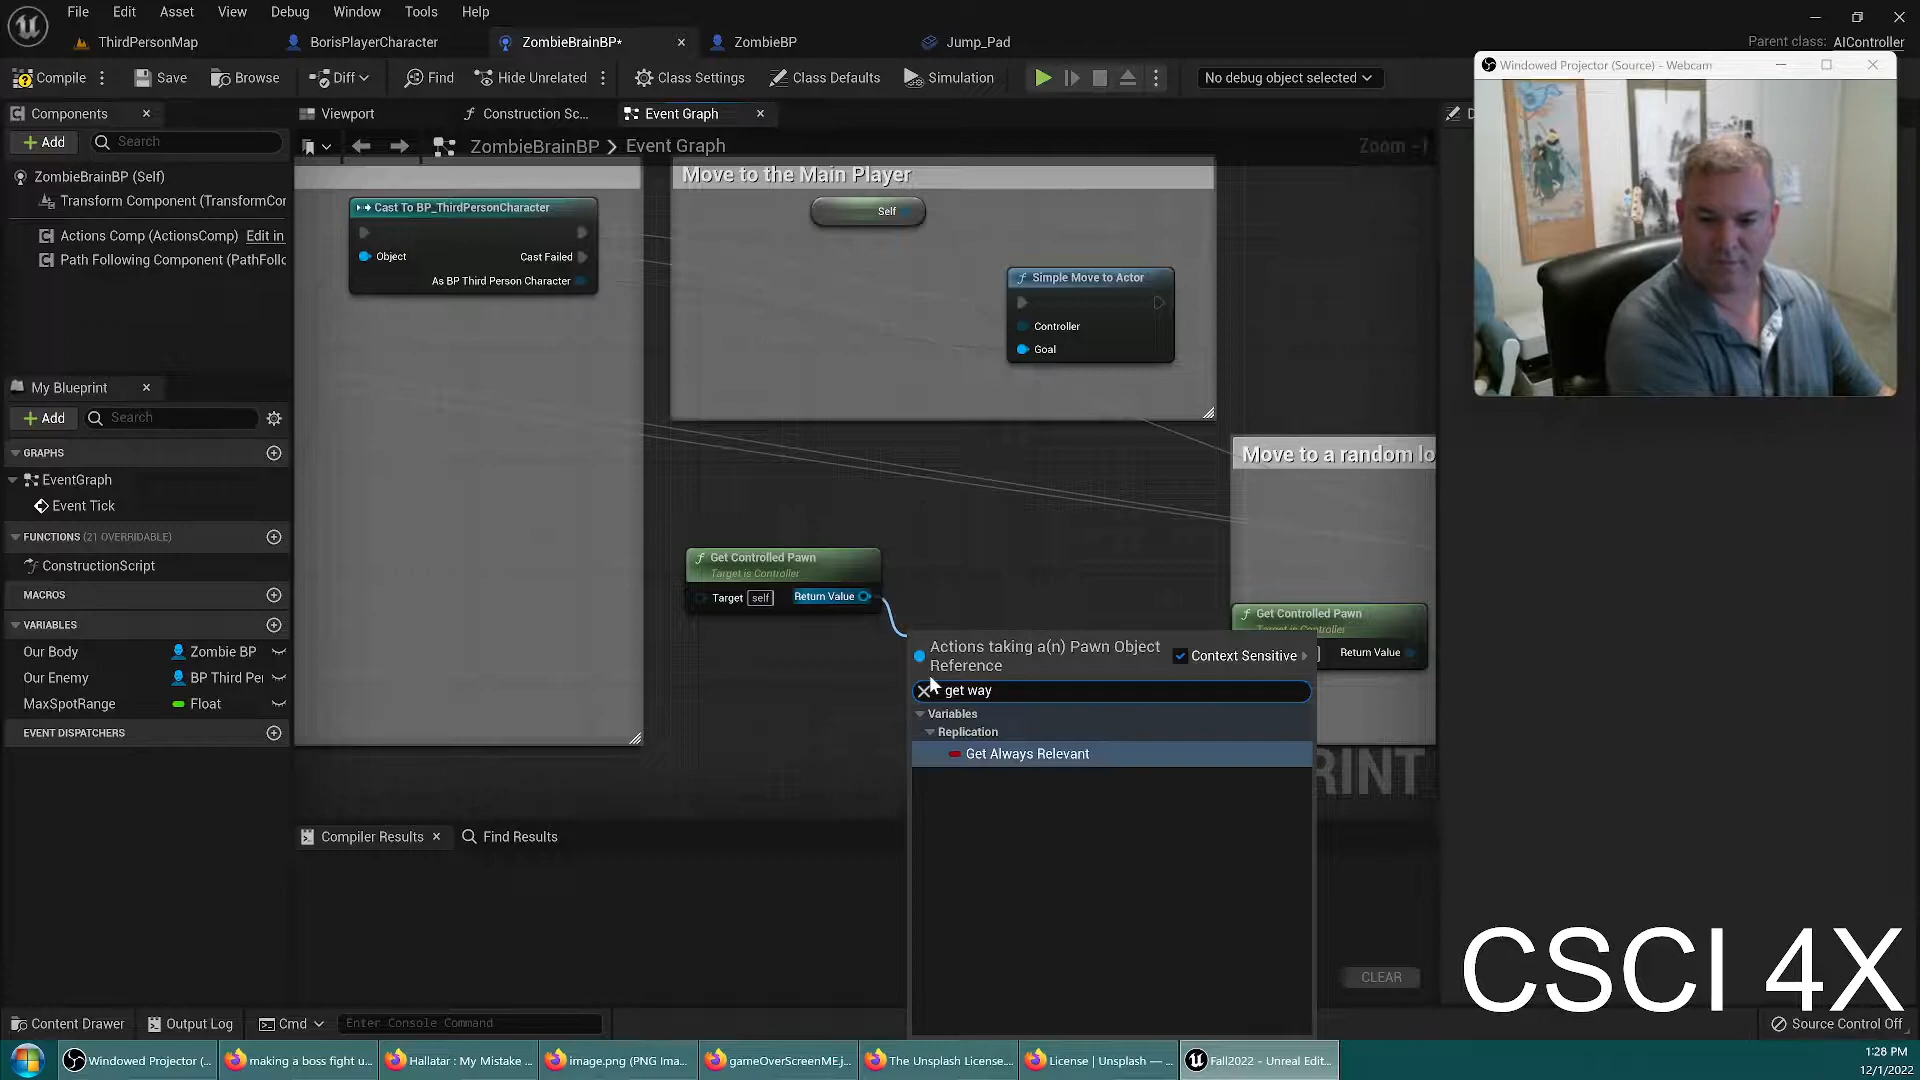 File Edit Asset View Debug Window Tools Help
ThirdPersonMap BorisPlayerCharacter ZombieBrainBP* ZombieBP Jump_Pad
Parent class: AIController
Compile Save Browse Diff Find Hide Unrelated Class Settings Class Defaults Simulation No debug object selected
Windowed Projector (Source) - Webcam
Components
Viewport Construction Sc... Event Graph
Add Search
ZombieBrainBP > Event Graph
Zoom
ZombieBrainBP (Self)
Transform Component (TransformCor
Actions Comp (ActionsComp) Edit in
Path Following Component (PathFollc
Cast To BP_ThirdPersonCharacter
Object
Cast Failed
As BP Third Person Character
Move to the Main Player
Self
Simple Move to Actor
Controller
Goal
My Blueprint
Add Search
GRAPHS
EventGraph
Event Tick
FUNCTIONS (21 OVERRIDABLE)
ConstructionScript
MACROS
VARIABLES
Our Body Zombie BP
Our Enemy BP Third Per
MaxSpotRange Float
EVENT DISPATCHERS
Move to a random lo
Get Controlled Pawn
Target is Controller
Target self Return Value
Get Controlled Pawn
Target is Controller
Return Value
Actions taking a(n) Pawn Object
Reference
Context Sensitive
get way
Variables
Replication
Get Always Relevant
RINT
Compiler Results Find Results
CLEAR
CSCI 4X
Content Drawer Output Log Cmd Enter Console Command
Source Control Off
Windowed Projector (... making a boss fight u... Hallatar : My Mistake ... image.png (PNG Ima... gameOverScreenME.j... The Unsplash License... License | Unsplash — ... Fall2022 - Unreal Edit...
1:28 PM
12/1/2022